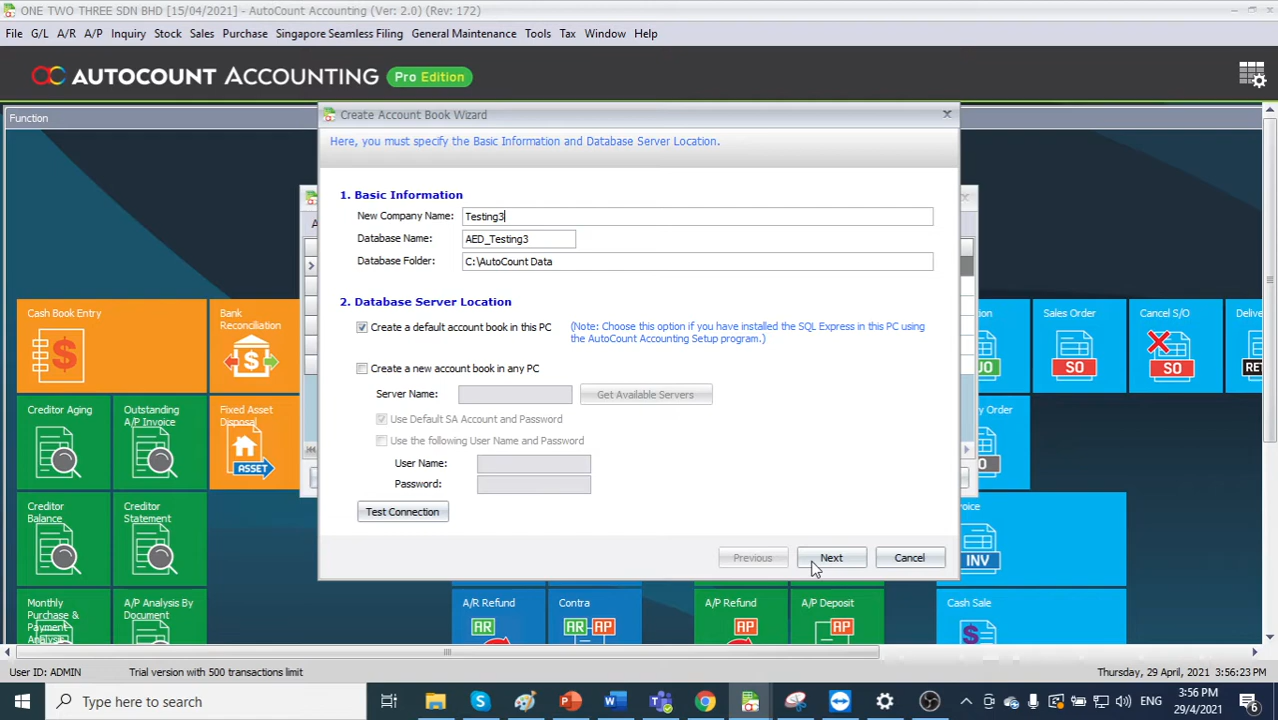 ONE TWO THREE SDN BHD [15/04/2021] - AutoCount Accounting (Ver: 2.0) (Rev: 172)
File G/L A/R A/P Inquiry Stock Sales Purchase Singapore Seamless Filing General Maintenance Tools Tax Window Help
AUTOCOUNT ACCOUNTING Pro Edition
Function
Create Account Book Wizard
Here, you must specify the Basic Information and Database Server Location.
1. Basic Information
New Company Name: Testing3
Database Name: AED_Testing3
Database Folder: C:\AutoCount Data
2. Database Server Location
Create a default account book in this PC
(Note: Choose this option if you have installed the SQL Express in this PC using
the AutoCount Accounting Setup program.)
Create a new account book in any PC
Server Name: Get Available Servers
Use Default SA Account and Password
Use the following User Name and Password
User Name:
Password:
Test Connection
Previous Next Cancel
Cash Book Entry
Bank
Reconciliation
Sales Order
SO
Cancel S/O
SO
Creditor Aging
Outstanding
A/P Invoice
Fixed Asset
Disposal
ASSET
Creditor
Balance
Creditor
Statement
INV
Monthly
Purchase &
Payment
Analysis
A/P Analysis By
Document
A/R Refund
AR
Contra
AR AP
A/P Refund
AP
A/P Deposit
AP
Cash Sale
User ID: ADMIN Trial version with 500 transactions limit Thursday, 29 April, 2021 3:56:23 PM
Type here to search
ENG
3:56 PM
29/4/2021
6